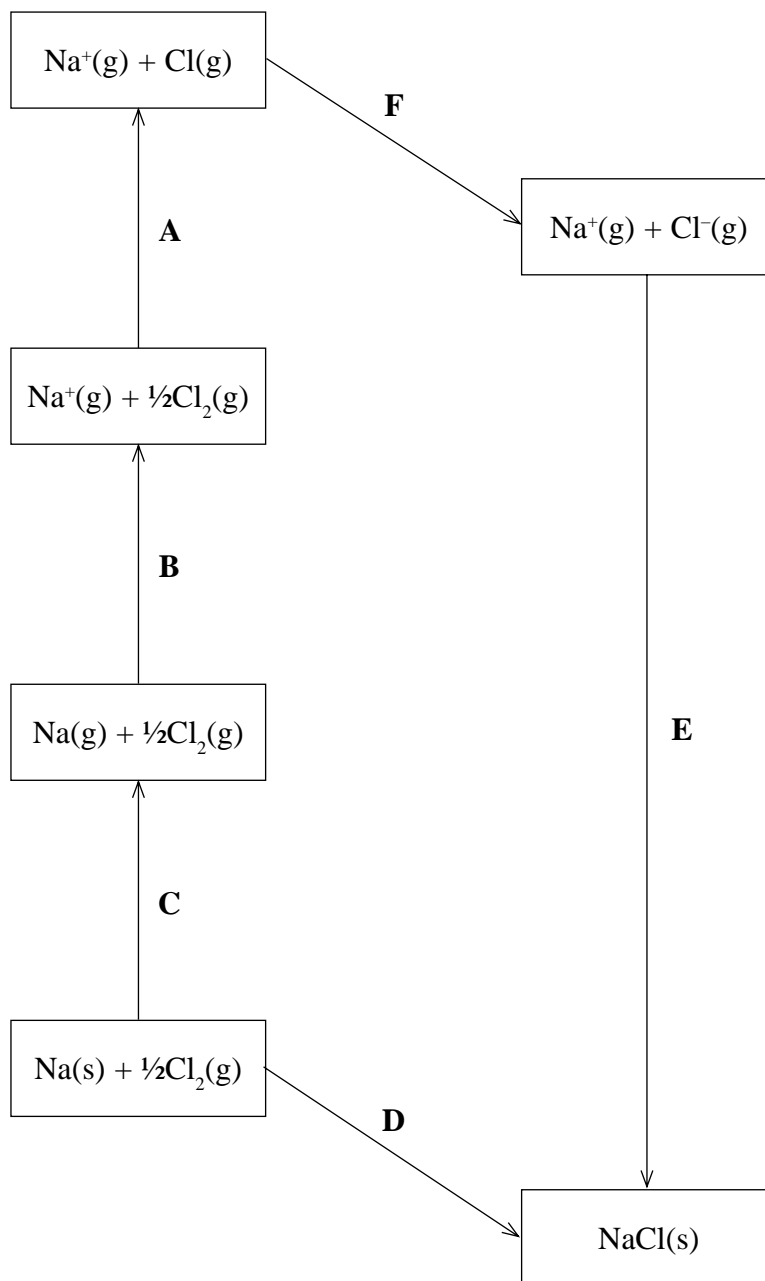 Na⁺(g) + Cl(g)
F
Na⁺(g) + Cl⁻(g)
A
Na⁺(g) + ½Cl₂(g)
B
Na(g) + ½Cl₂(g)
E
C
Na(s) + ½Cl₂(g)
D
NaCl(s)